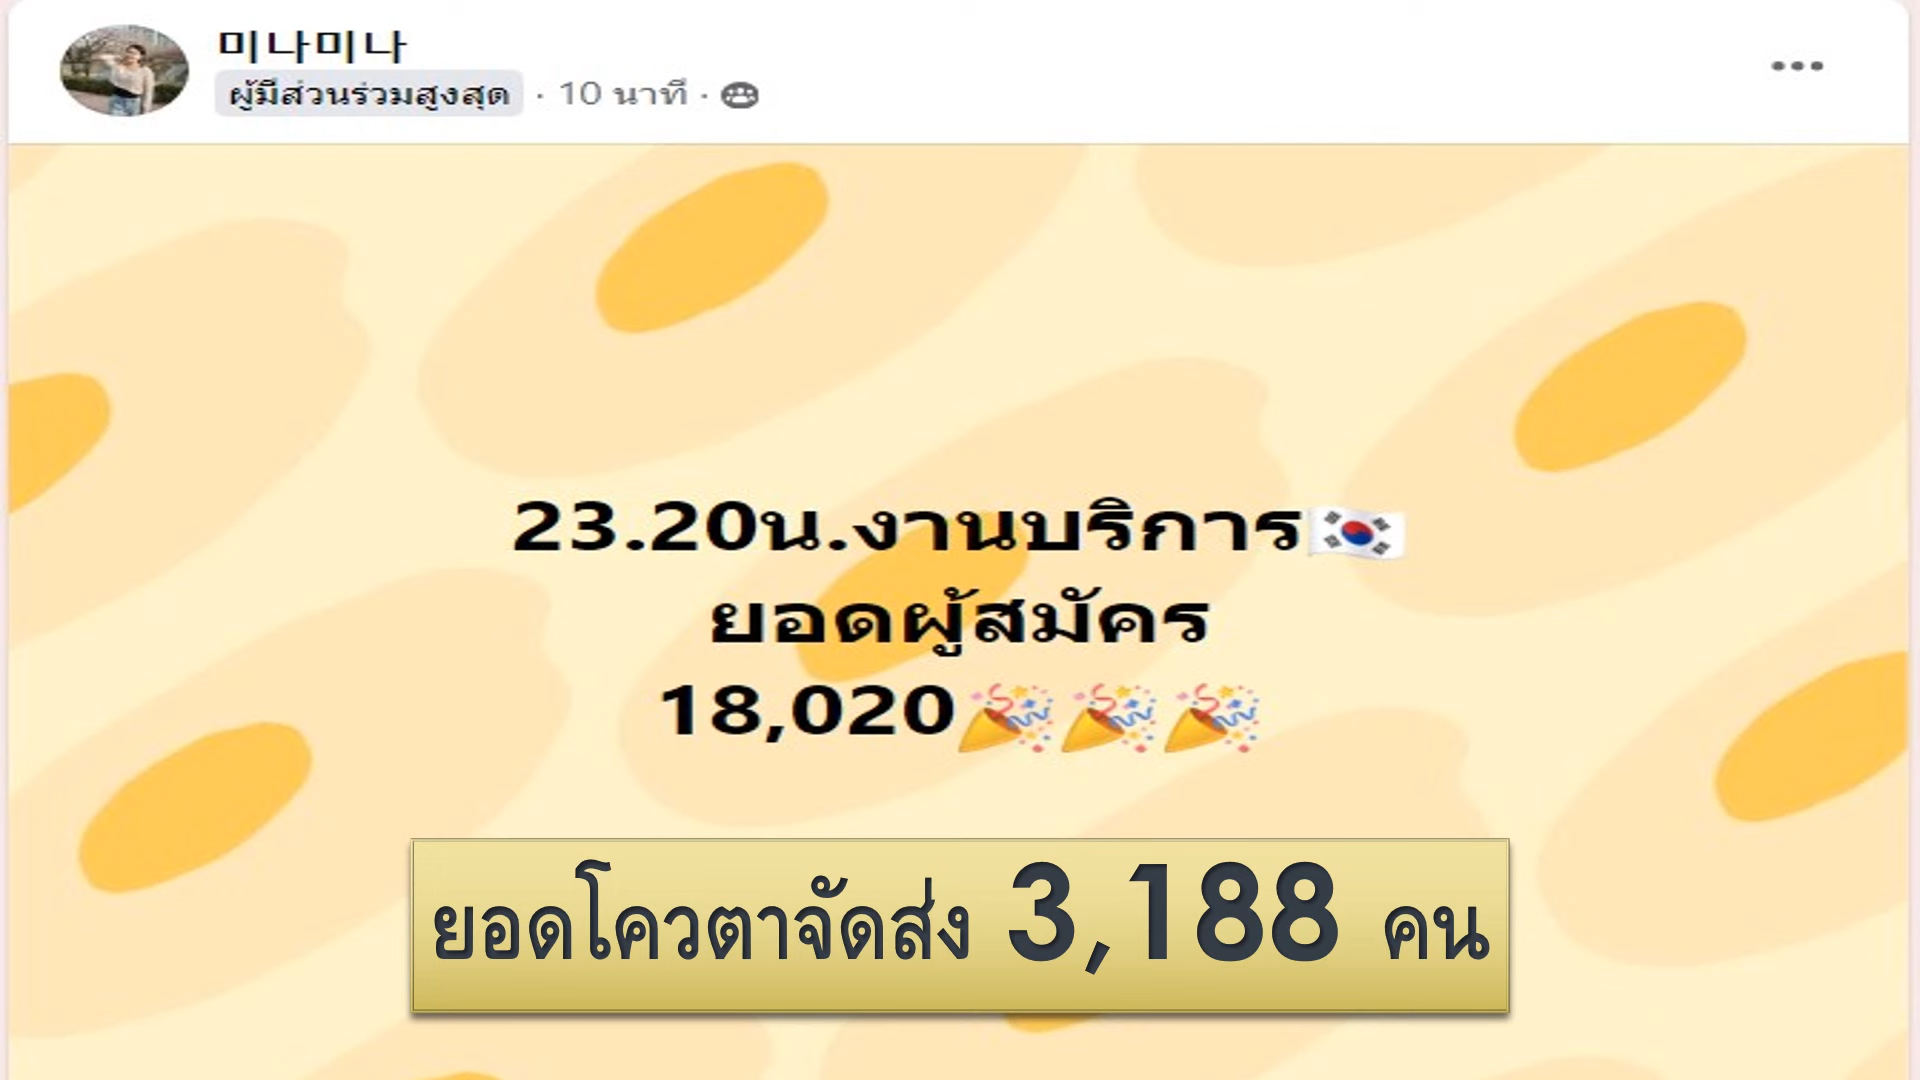 미나미나
ผู้มีส่วนร่วมสูงสุด · 10 นาที ·
23.20น.งานบริการ🇰🇷
ยอดผู้สมัคร
18,020🎉🎉🎉
ยอดโควตาจัดส่ง 3,188 คน